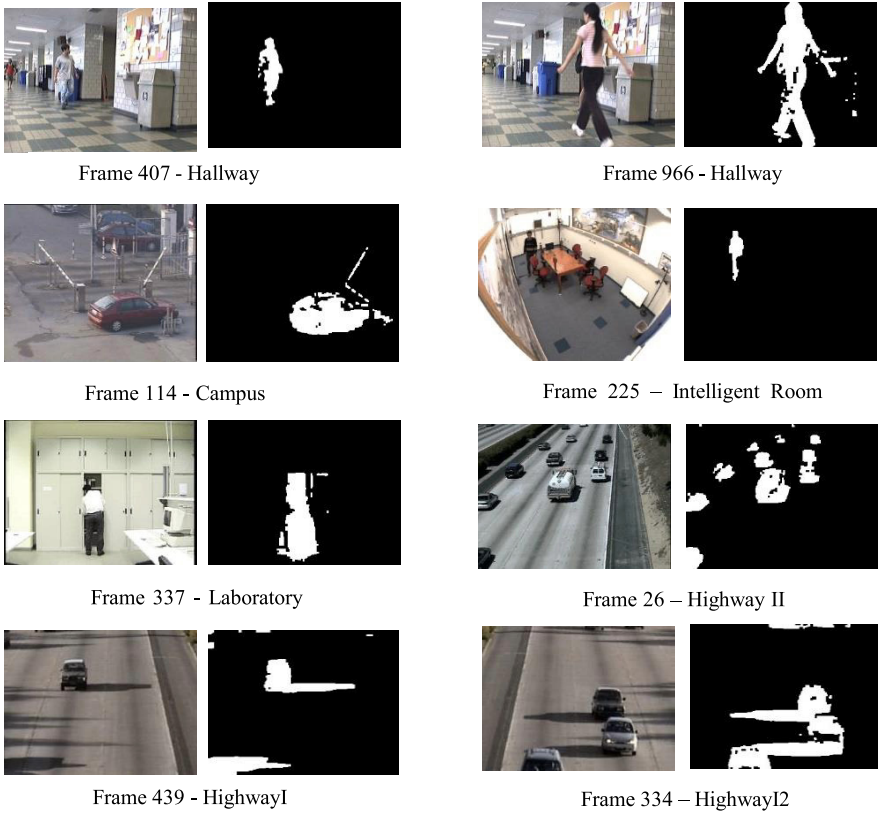 Frame 407 - Hallway
Frame 966 - Hallway
Frame 114 - Campus
Frame 225 – Intelligent Room
Frame 337 - Laboratory
Frame 26 – Highway II
Frame 439 - HighwayI
Frame 334 – HighwayI2